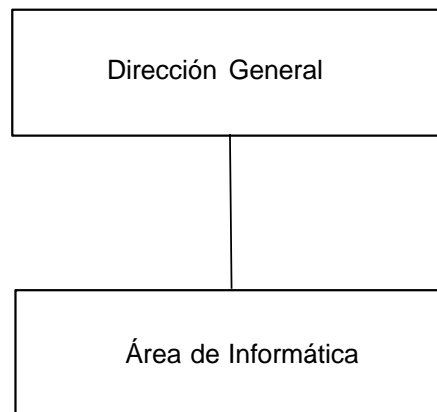 Dirección General
Área de Informática